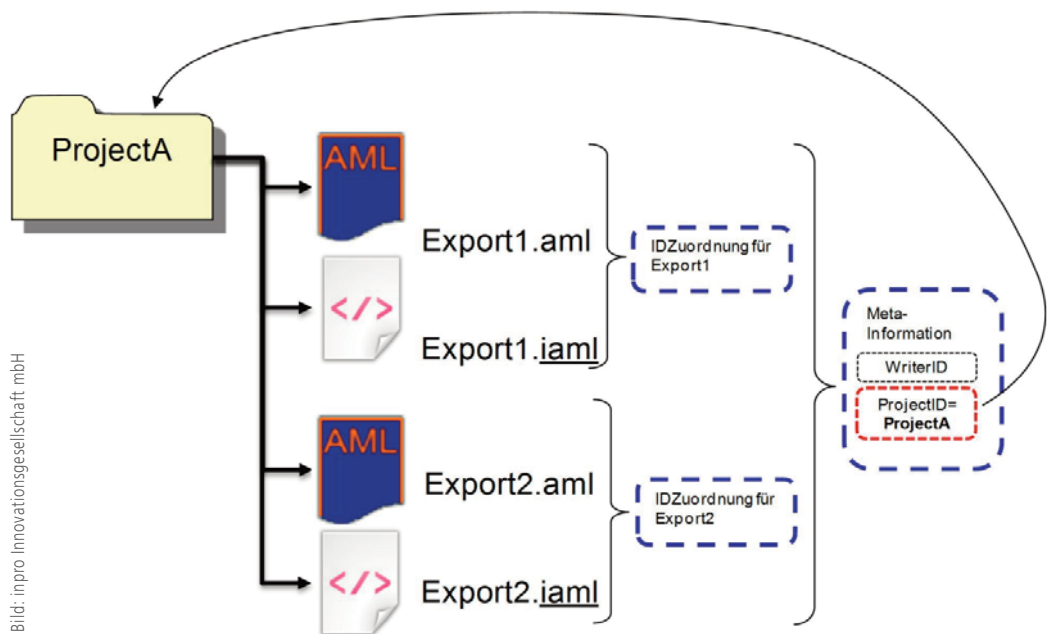 ProjectA
AML
Export1.aml
</>
Export1.iaml
AML
Export2.aml
</>
Export2.iaml
IDZuordnung für
Export1
IDZuordnung für
Export2
Meta-
Information
WriterID
ProjectID=
ProjectA
Bild: inpro Innovationsgesellschaft mbH